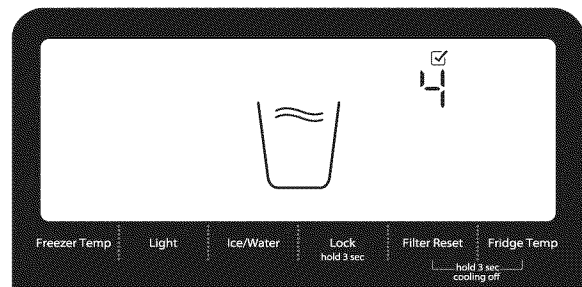 4
Freezer Temp Light Ice/Water Lock Filter Reset Fridge Temp
hold 3 sec hold 3 sec
cooling off